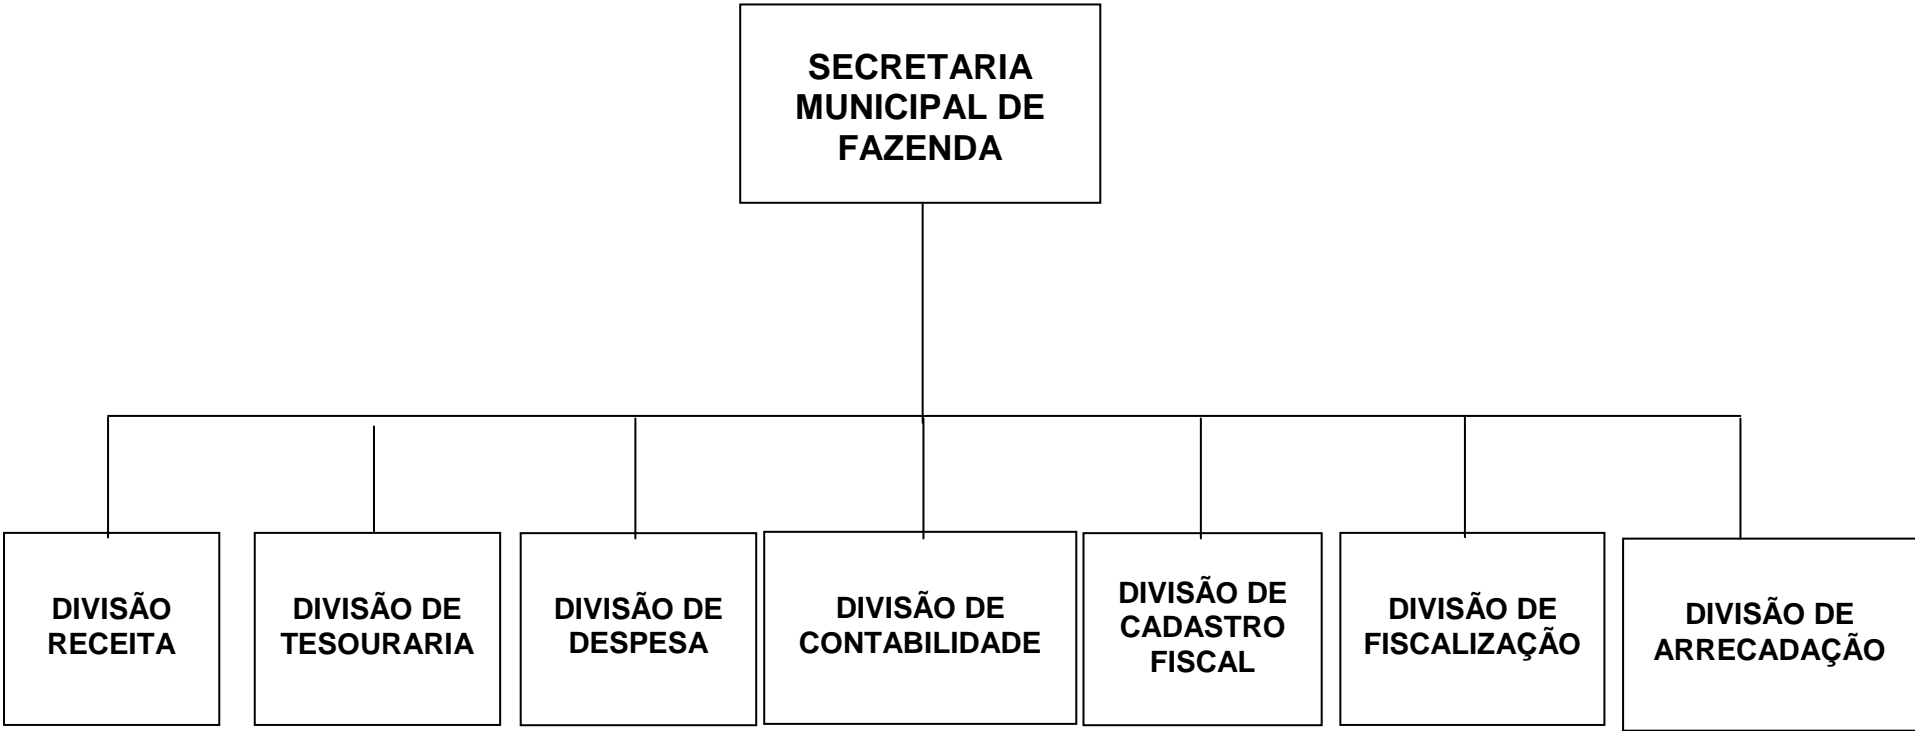 SECRETARIA
MUNICIPAL DE
FAZENDA
DIVISÃO
RECEITA
DIVISÃO DE
TESOURARIA
DIVISÃO DE
DESPESA
DIVISÃO DE
CONTABILIDADE
DIVISÃO DE
CADASTRO
FISCAL
DIVISÃO DE
FISCALIZAÇÃO
DIVISÃO DE
ARRECADAÇÃO